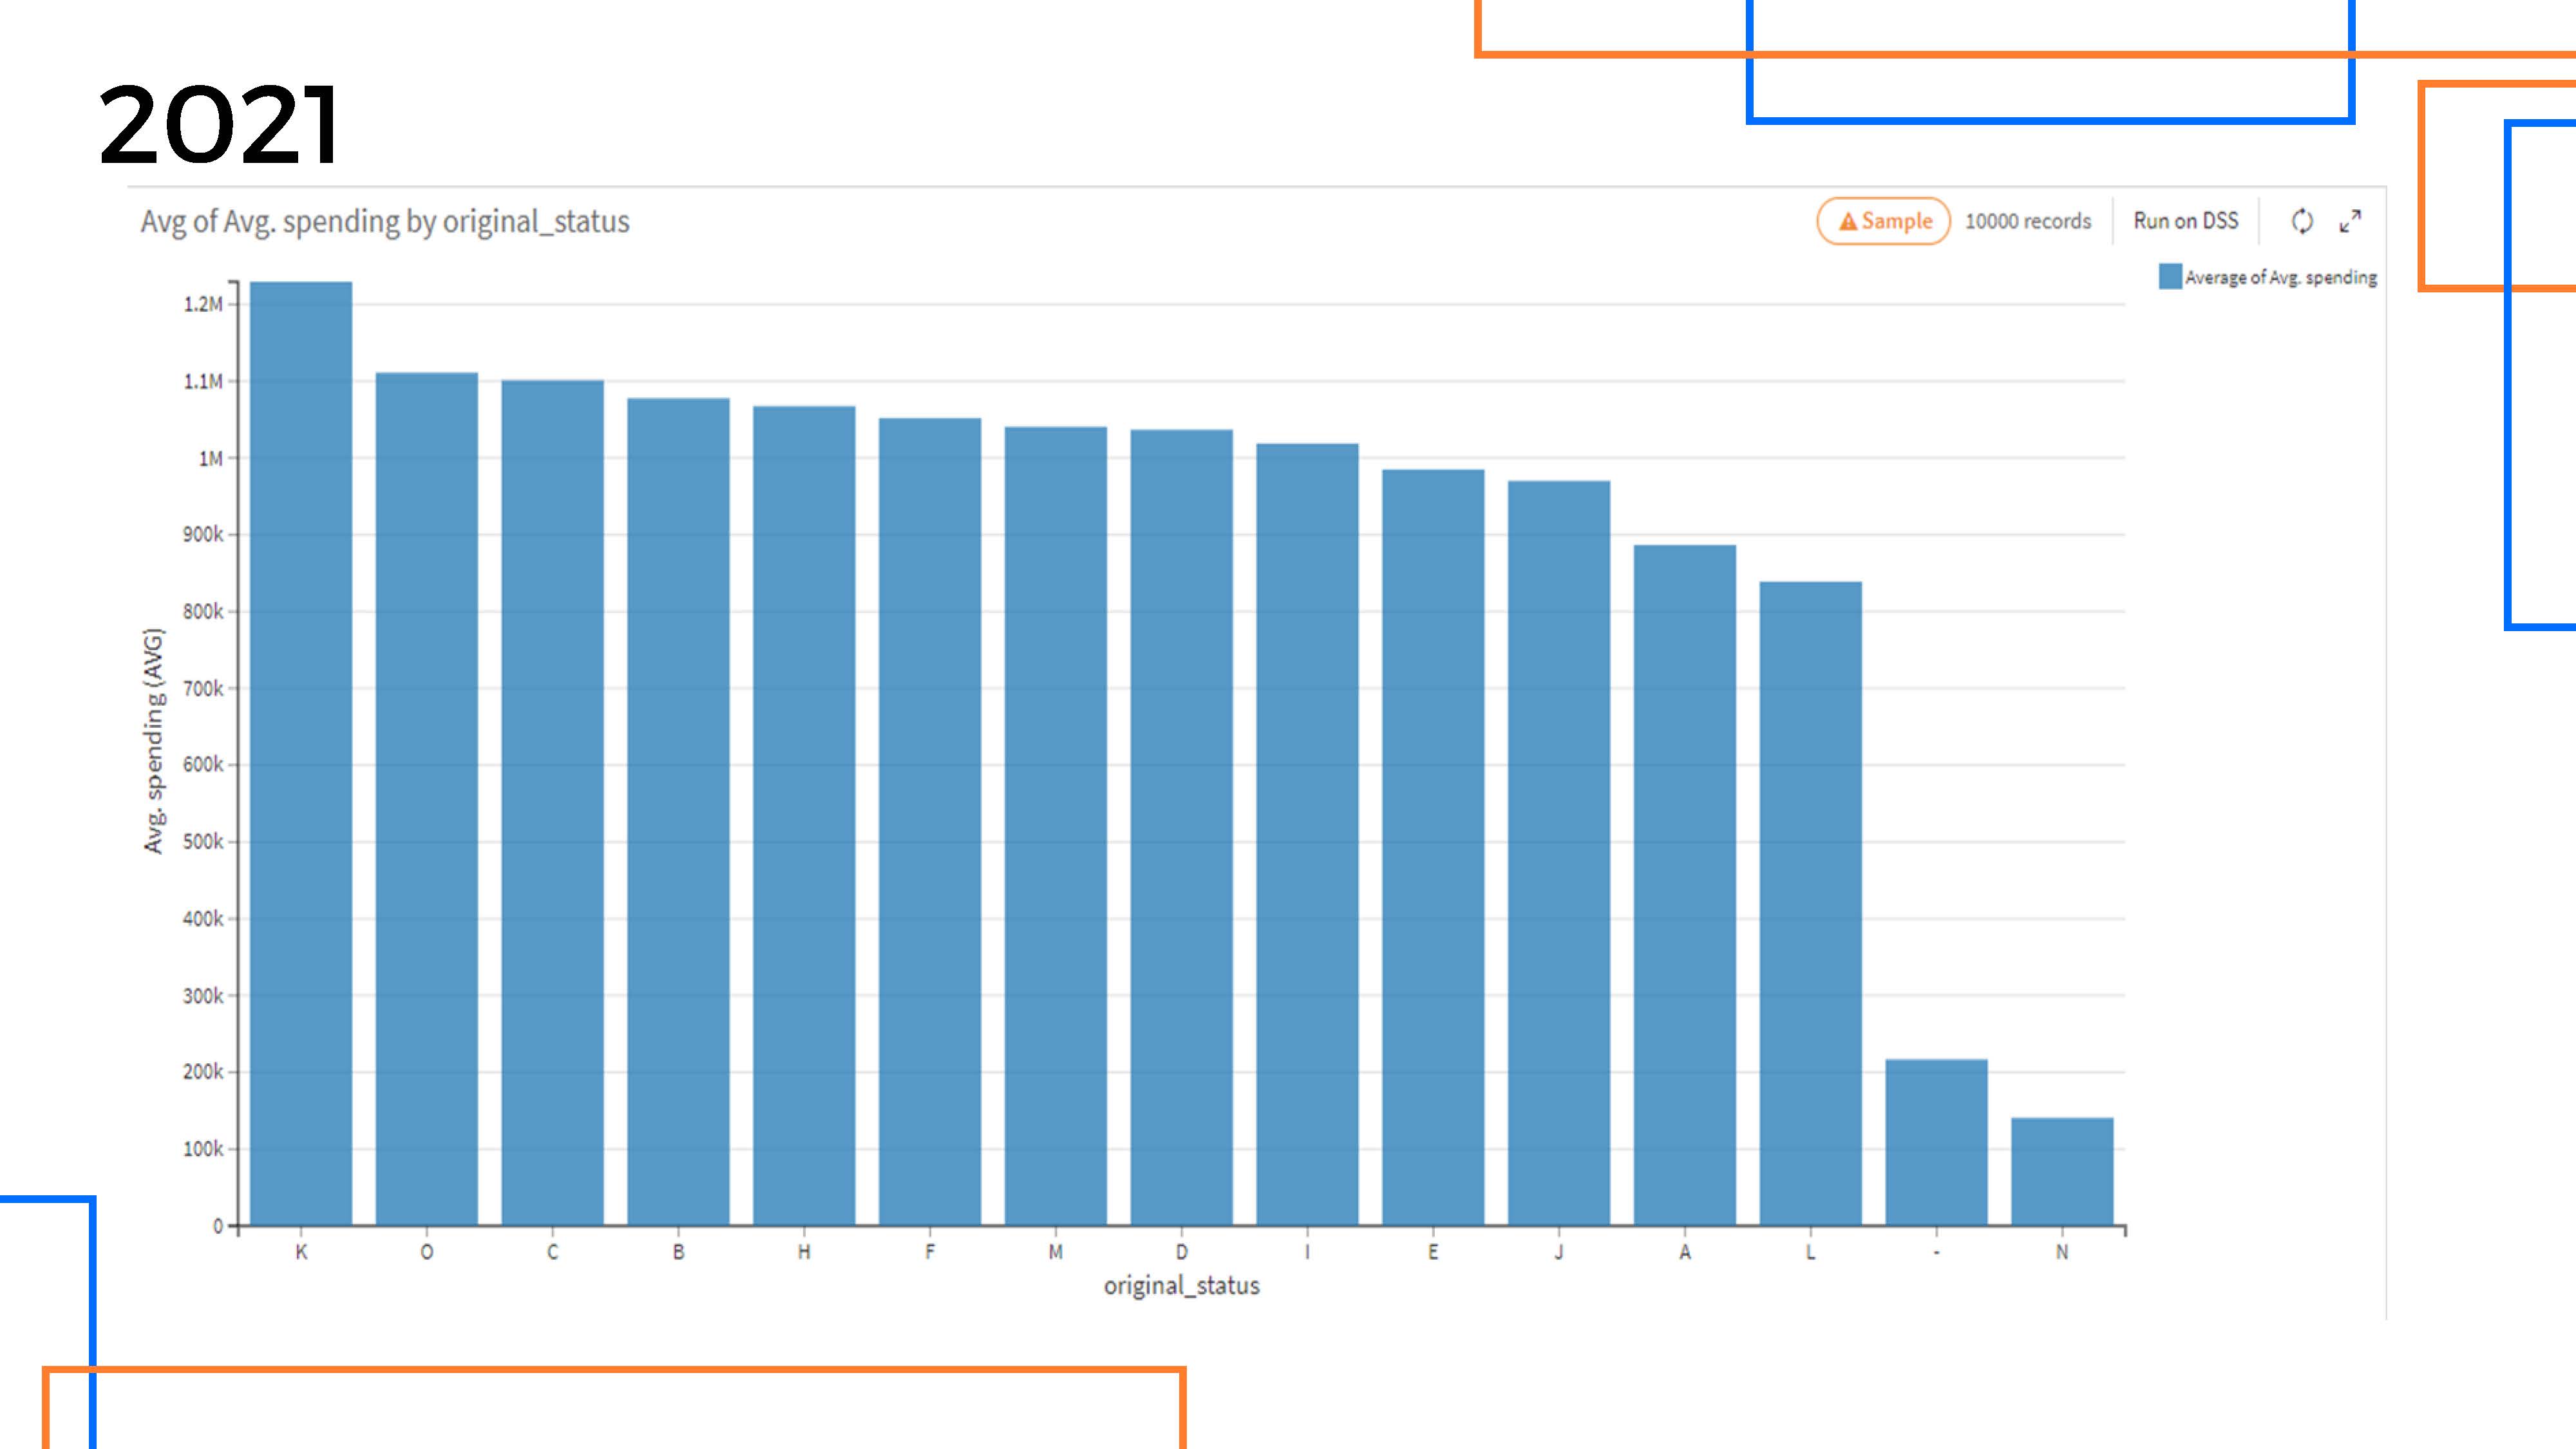 2021
Avg of Avg. spending by original_status
Sample 10000 records Run on DSS
Average of Avg. spending
1.2M
1.1M
1M
900k
800k
700k
600k
500k
400k
300k
200k
100k
0
Avg. spending (AVG)
K O C B H F M D I E J A L - N
original_status